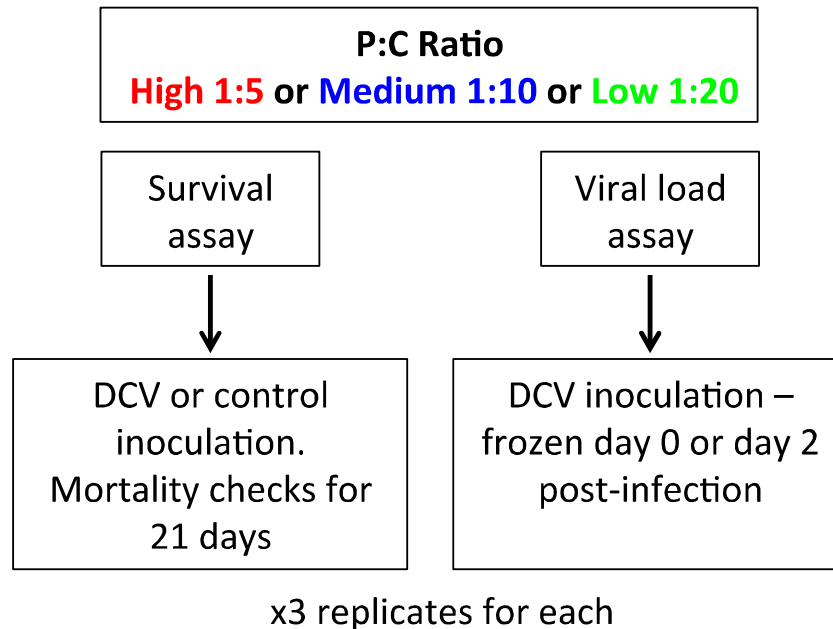 P:C Ratio
High 1:5 or Medium 1:10 or Low 1:20
Survival
assay
Viral load
assay
DCV or control
inoculation.
Mortality checks for
21 days
DCV inoculation –
frozen day 0 or day 2
post-infection
x3 replicates for each